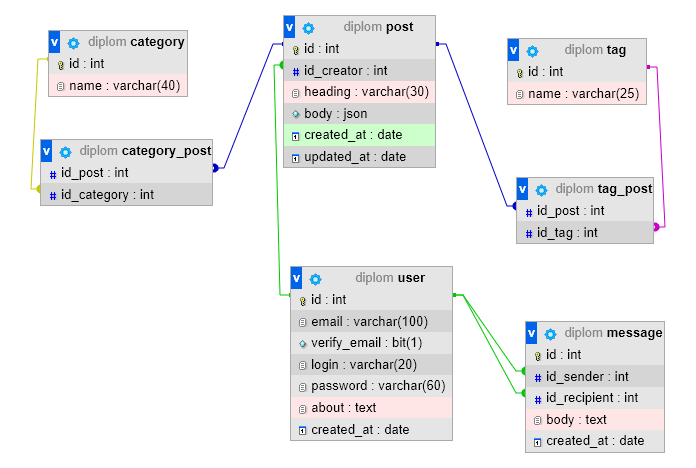 v diplom category
id : int
name : varchar(40)
v diplom post
id : int
# id_creator : int
heading : varchar(30)
body : json
created_at : date
updated_at : date
v diplom tag
id : int
name : varchar(25)
v diplom category_post
# id_post : int
# id_category : int
v diplom tag_post
# id_post : int
# id_tag : int
v diplom user
id : int
email : varchar(100)
verify_email : bit(1)
login : varchar(20)
password : varchar(60)
about : text
created_at : date
v diplom message
id : int
# id_sender : int
# id_recipient : int
body : text
created_at : date